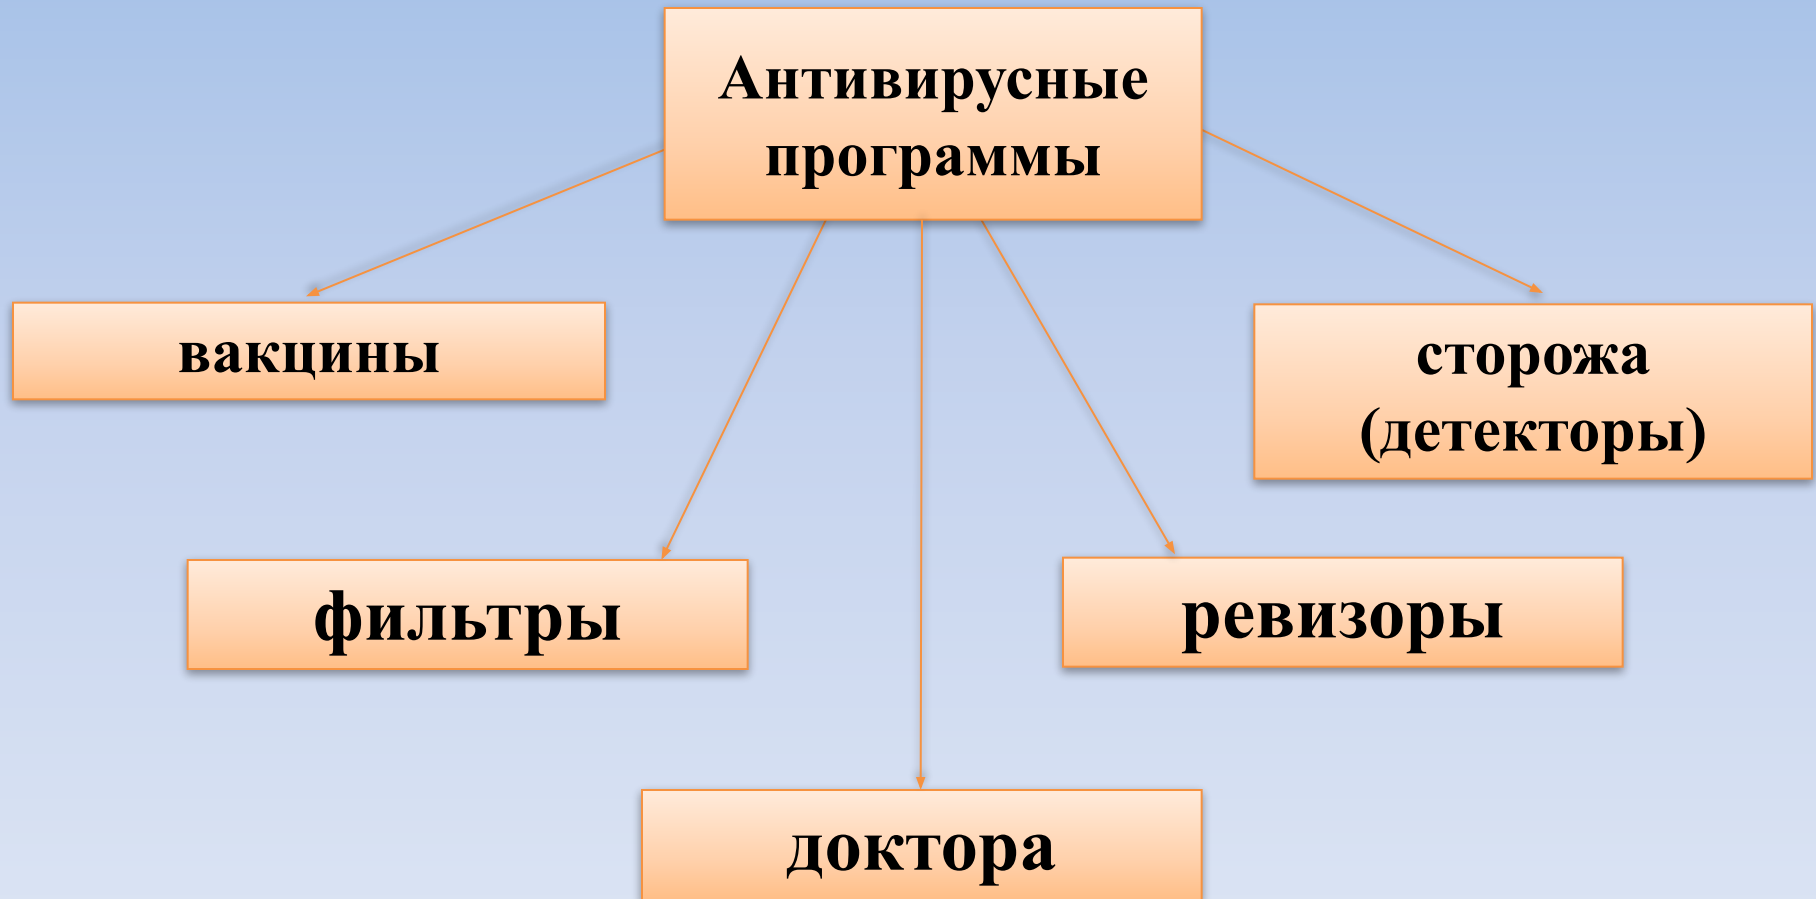 Антивирусные
программы
вакцины
сторожа
(детекторы)
фильтры
ревизоры
доктора